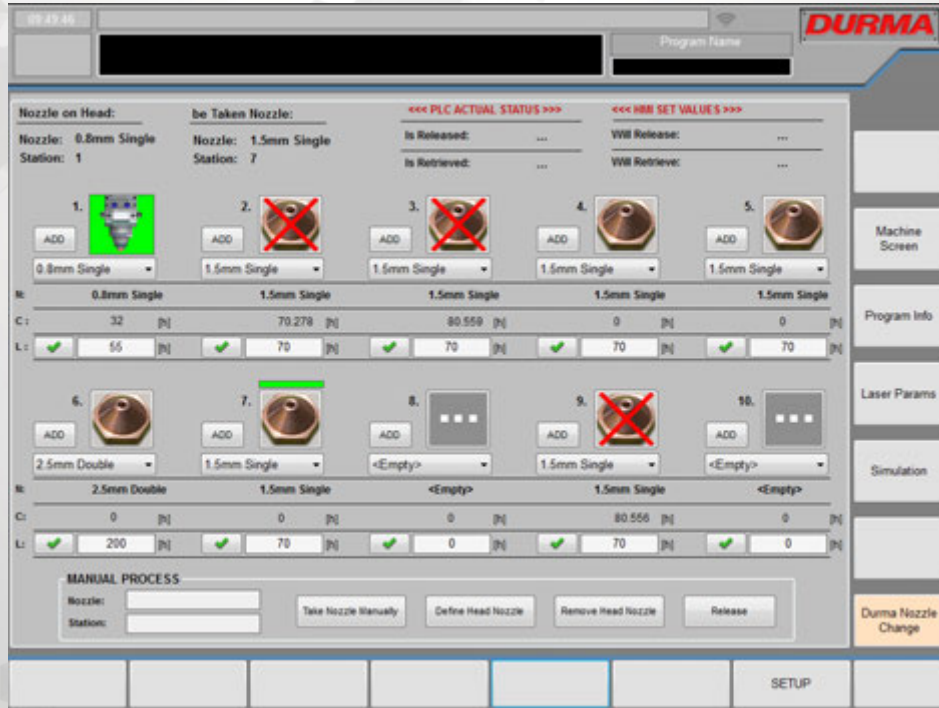 09:49:46
Program Name
DURMA
Nozzle on Head:
Nozzle: 0.8mm Single
Station: 1
be Taken Nozzle:
Nozzle: 1.5mm Single
Station: 7
<<< PLC ACTUAL STATUS >>>
Is Released: ...
Is Retrieved: ...
<<< HMI SET VALUES >>>
Will Release: ...
Will Retrieve: ...
1. 2. 3. 4. 5.
ADD ADD ADD ADD ADD
0.8mm Single 1.5mm Single 1.5mm Single 1.5mm Single 1.5mm Single
N: 0.8mm Single 1.5mm Single 1.5mm Single 1.5mm Single 1.5mm Single
C: 32 [h] 70.278 [h] 80.559 [h] 0 [h] 0 [h]
L: 55 [h] 70 [h] 70 [h] 70 [h] 70 [h]
6. 7. 8. 9. 10.
ADD ADD ADD ADD ADD
2.5mm Double 1.5mm Single <Empty> 1.5mm Single <Empty>
N: 2.5mm Double 1.5mm Single <Empty> 1.5mm Single <Empty>
C: 0 [h] 0 [h] 0 [h] 80.556 [h] 0 [h]
L: 200 [h] 70 [h] 0 [h] 70 [h] 0 [h]
MANUAL PROCESS
Nozzle:
Station:
Take Nozzle Manually Define Head Nozzle Remove Head Nozzle Release
Machine
Screen
Program Info
Laser Params
Simulation
Durma Nozzle
Change
SETUP